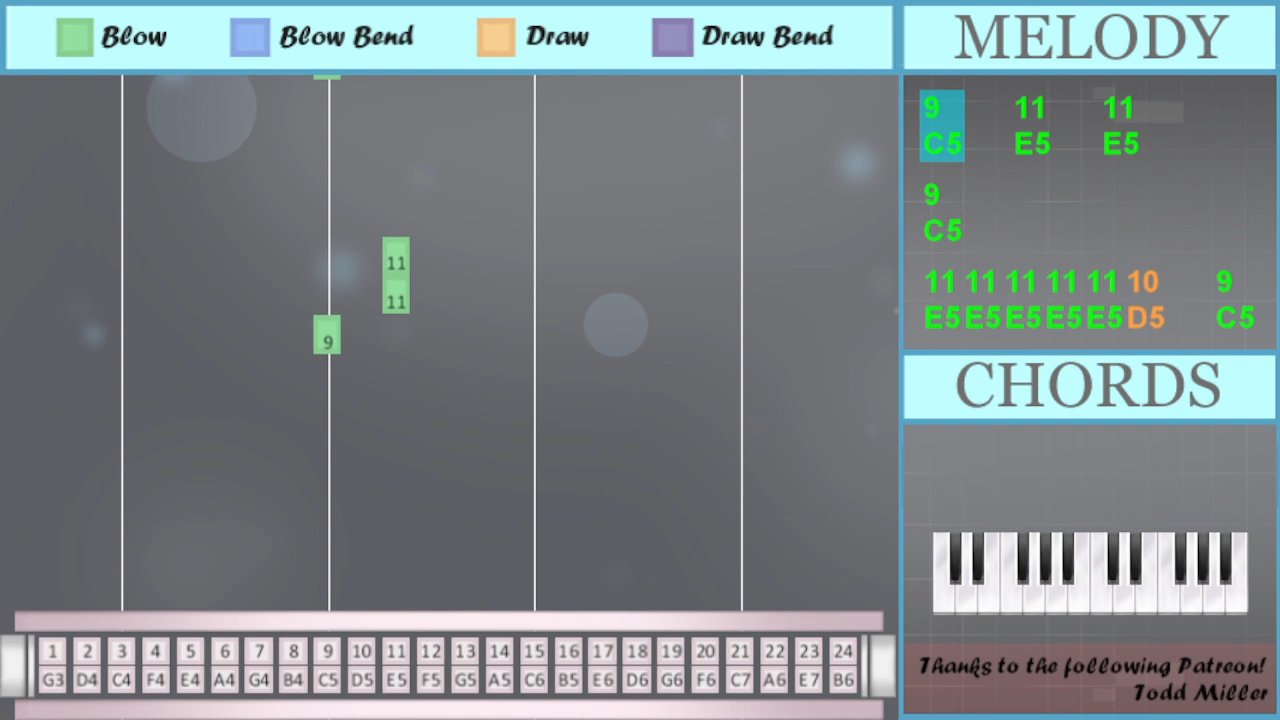 Blow Blow Bend Draw Draw Bend
MELODY
9 11 11
C5 E5 E5
9
C5
11 11 11 11 11 10 9
E5 E5 E5 E5 E5 D5 C5
11
11
9
CHORDS
1 2 3 4 5 6 7 8 9 10 11 12 13 14 15 16 17 18 19 20 21 22 23 24
G3 D4 C4 F4 E4 A4 G4 B4 C5 D5 E5 F5 G5 A5 C6 B5 E6 D6 G6 F6 C7 A6 E7 B6
Thanks to the following Patreon!
Todd Miller